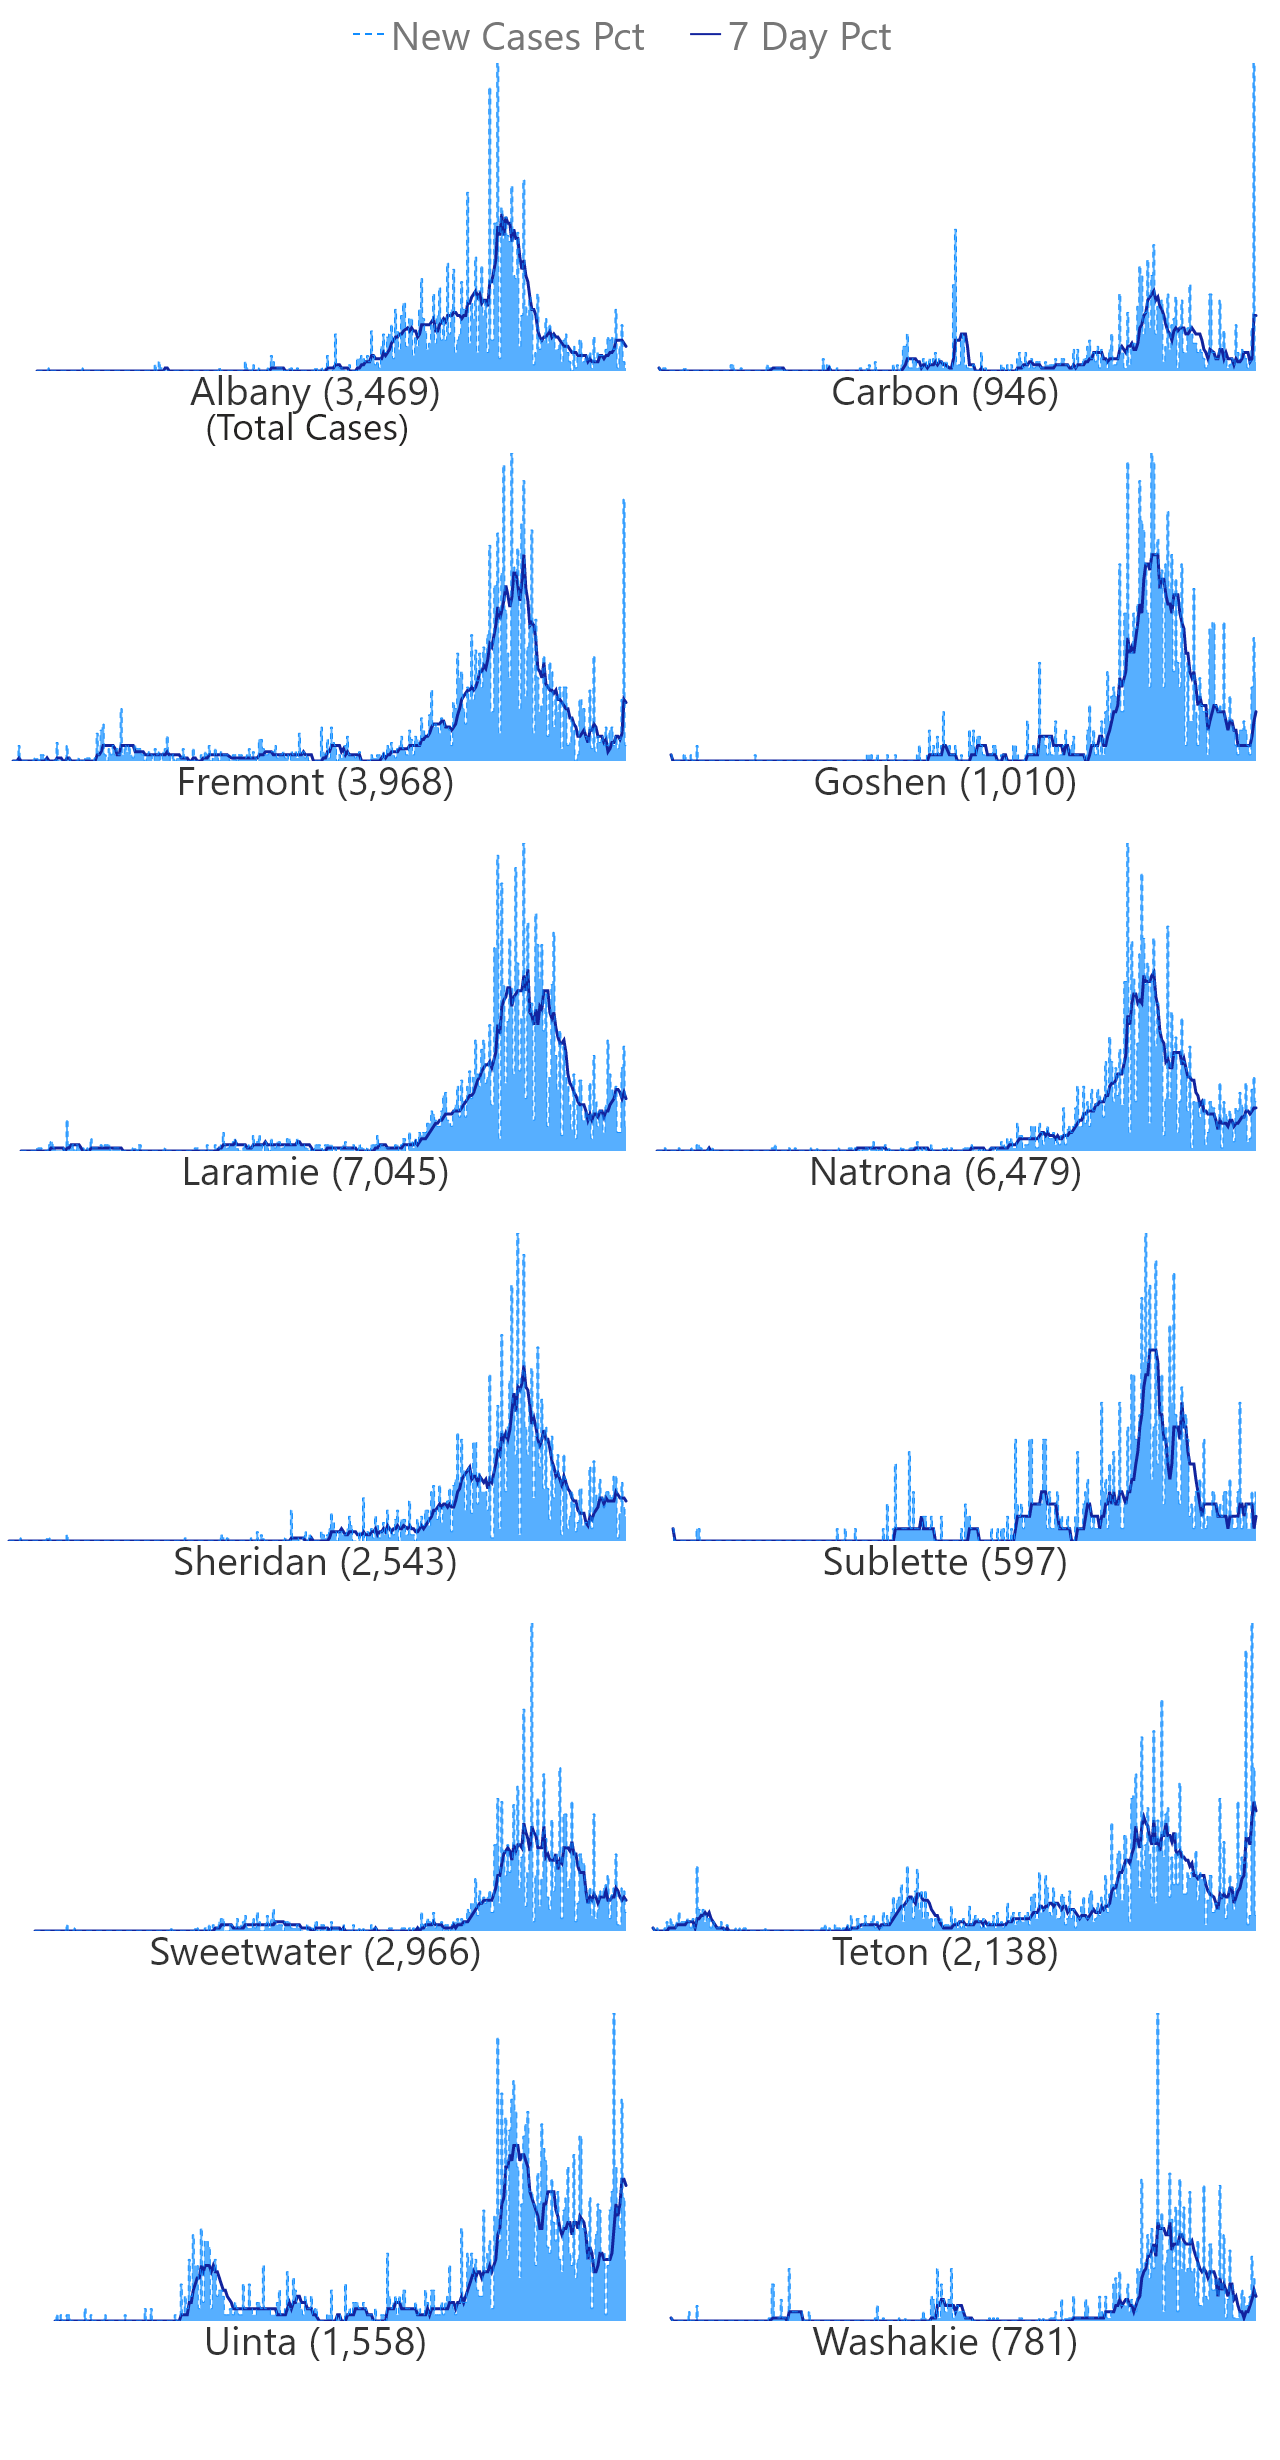 New Cases Pct 7 Day Pct
Albany (3,469) Carbon (946)
(Total Cases)
Fremont (3,968) Goshen (1,010)
Laramie (7,045) Natrona (6,479)
Sheridan (2,543) Sublette (597)
Sweetwater (2,966) Teton (2,138)
Uinta (1,558) Washakie (781)